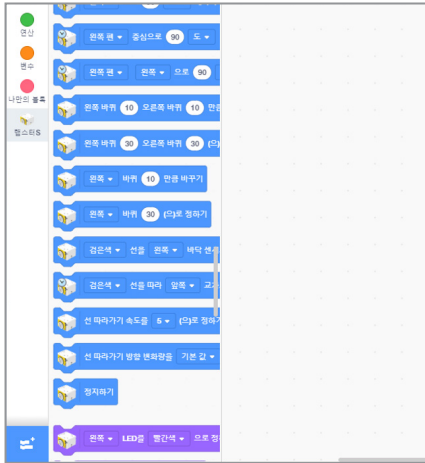 연산
변수
나만의 블록
햄스터S
왼쪽 펜 중심으로 90 도
왼쪽 펜 왼쪽 으로 90
왼쪽 바퀴 10 오른쪽 바퀴 10 만큼
왼쪽 바퀴 30 오른쪽 바퀴 30 (으)
왼쪽 바퀴 10 만큼 바꾸기
왼쪽 바퀴 30 (으)로 정하기
검은색 선을 왼쪽 바닥 센서
검은색 선을 따라 앞쪽 교차
선 따라가기 속도를 5 (으)로 정하기
선 따라가기 방향 변화량을 기본 값
정지하기
왼쪽 LED를 빨간색 으로 정하